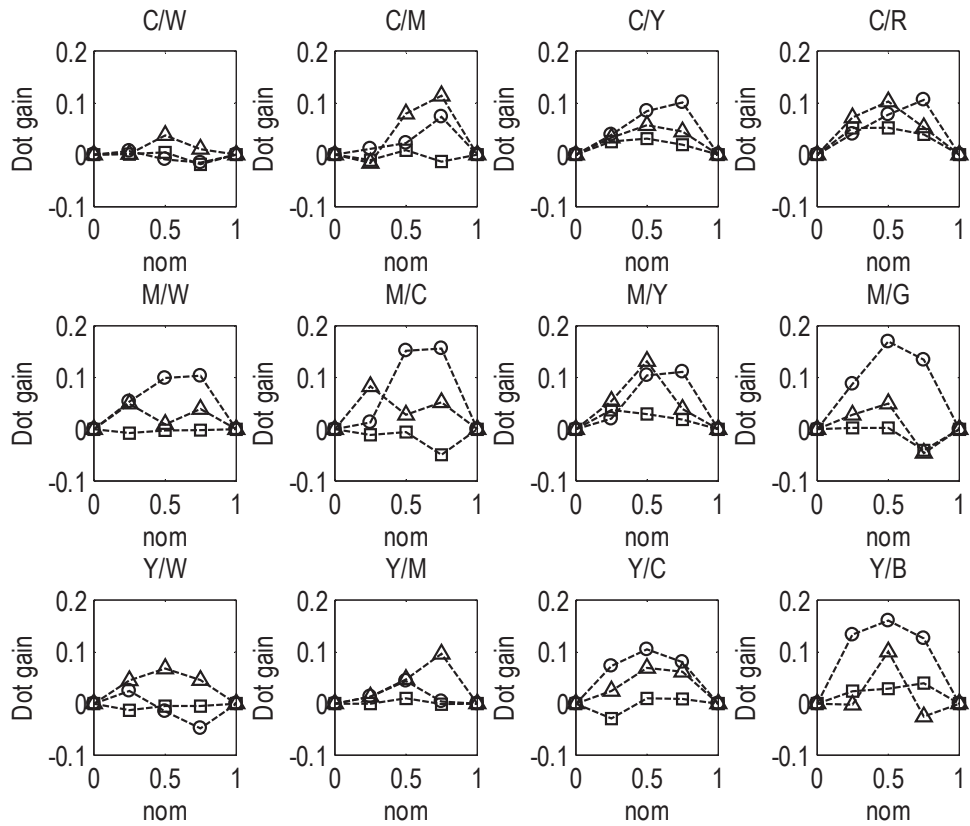 C/W C/M C/Y C/R
0.2 0.2 0.2 0.2
Dot gain Dot gain Dot gain Dot gain
0.1 0.1 0.1 0.1
0 0 0 0
-0.1 -0.1 -0.1 -0.1
0 0.5 1 0 0.5 1 0 0.5 1 0 0.5 1
nom nom nom nom
M/W M/C M/Y M/G
0.2 0.2 0.2 0.2
Dot gain Dot gain Dot gain Dot gain
0.1 0.1 0.1 0.1
0 0 0 0
-0.1 -0.1 -0.1 -0.1
0 0.5 1 0 0.5 1 0 0.5 1 0 0.5 1
nom nom nom nom
Y/W Y/M Y/C Y/B
0.2 0.2 0.2 0.2
Dot gain Dot gain Dot gain Dot gain
0.1 0.1 0.1 0.1
0 0 0 0
-0.1 -0.1 -0.1 -0.1
0 0.5 1 0 0.5 1 0 0.5 1 0 0.5 1
nom nom nom nom